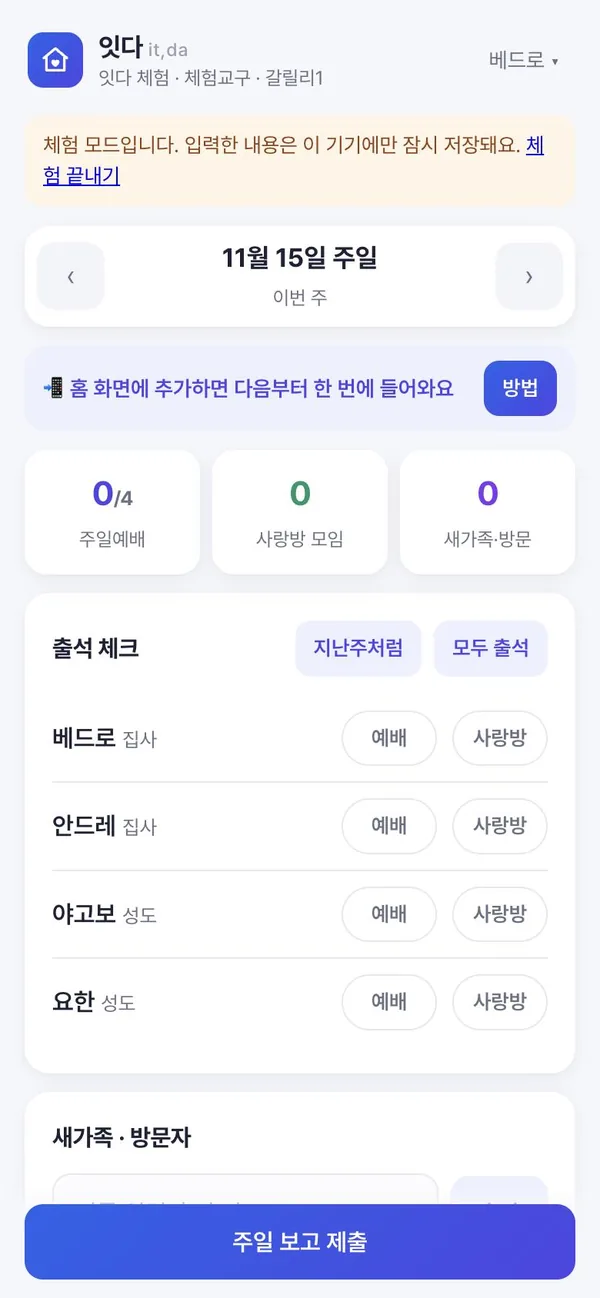 잇다 it,da
잇다 체험 · 체험교구 · 갈릴리1
베드로 ▾
체험 모드입니다. 입력한 내용은 이 기기에만 잠시 저장돼요. 체
험 끝내기
‹
11월 15일 주일
이번 주
›
📲 홈 화면에 추가하면 다음부터 한 번에 들어와요
방법
0/4
주일예배
0
사랑방 모임
0
새가족·방문
출석 체크
지난주처럼
모두 출석
베드로 집사
예배
사랑방
안드레 집사
예배
사랑방
야고보 성도
예배
사랑방
요한 성도
예배
사랑방
새가족 · 방문자
주일 보고 제출